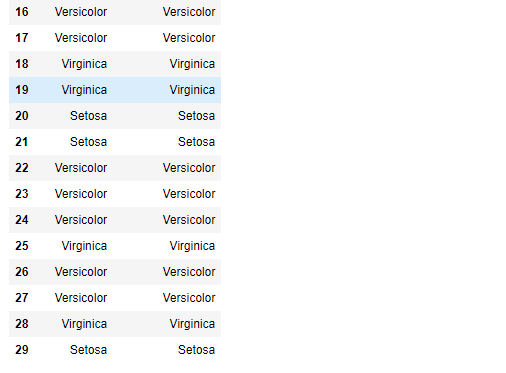 16 Versicolor Versicolor
17 Versicolor Versicolor
18 Virginica Virginica
19 Virginica Virginica
20 Setosa Setosa
21 Setosa Setosa
22 Versicolor Versicolor
23 Versicolor Versicolor
24 Versicolor Versicolor
25 Virginica Virginica
26 Versicolor Versicolor
27 Versicolor Versicolor
28 Virginica Virginica
29 Setosa Setosa